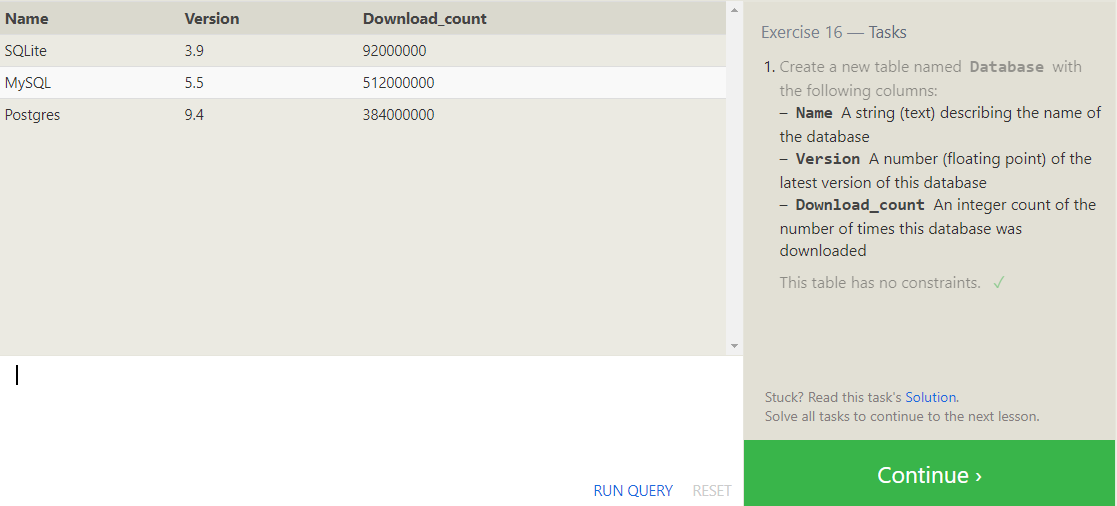 Name Version Download_count
SQLite 3.9 92000000
MySQL 5.5 512000000
Postgres 9.4 384000000
RUN QUERY RESET
Exercise 16 — Tasks
1. Create a new table named Database with
the following columns:
– Name A string (text) describing the name of
the database
– Version A number (floating point) of the
latest version of this database
– Download_count An integer count of the
number of times this database was
downloaded
This table has no constraints. ✓
Stuck? Read this task's Solution.
Solve all tasks to continue to the next lesson.
Continue ›